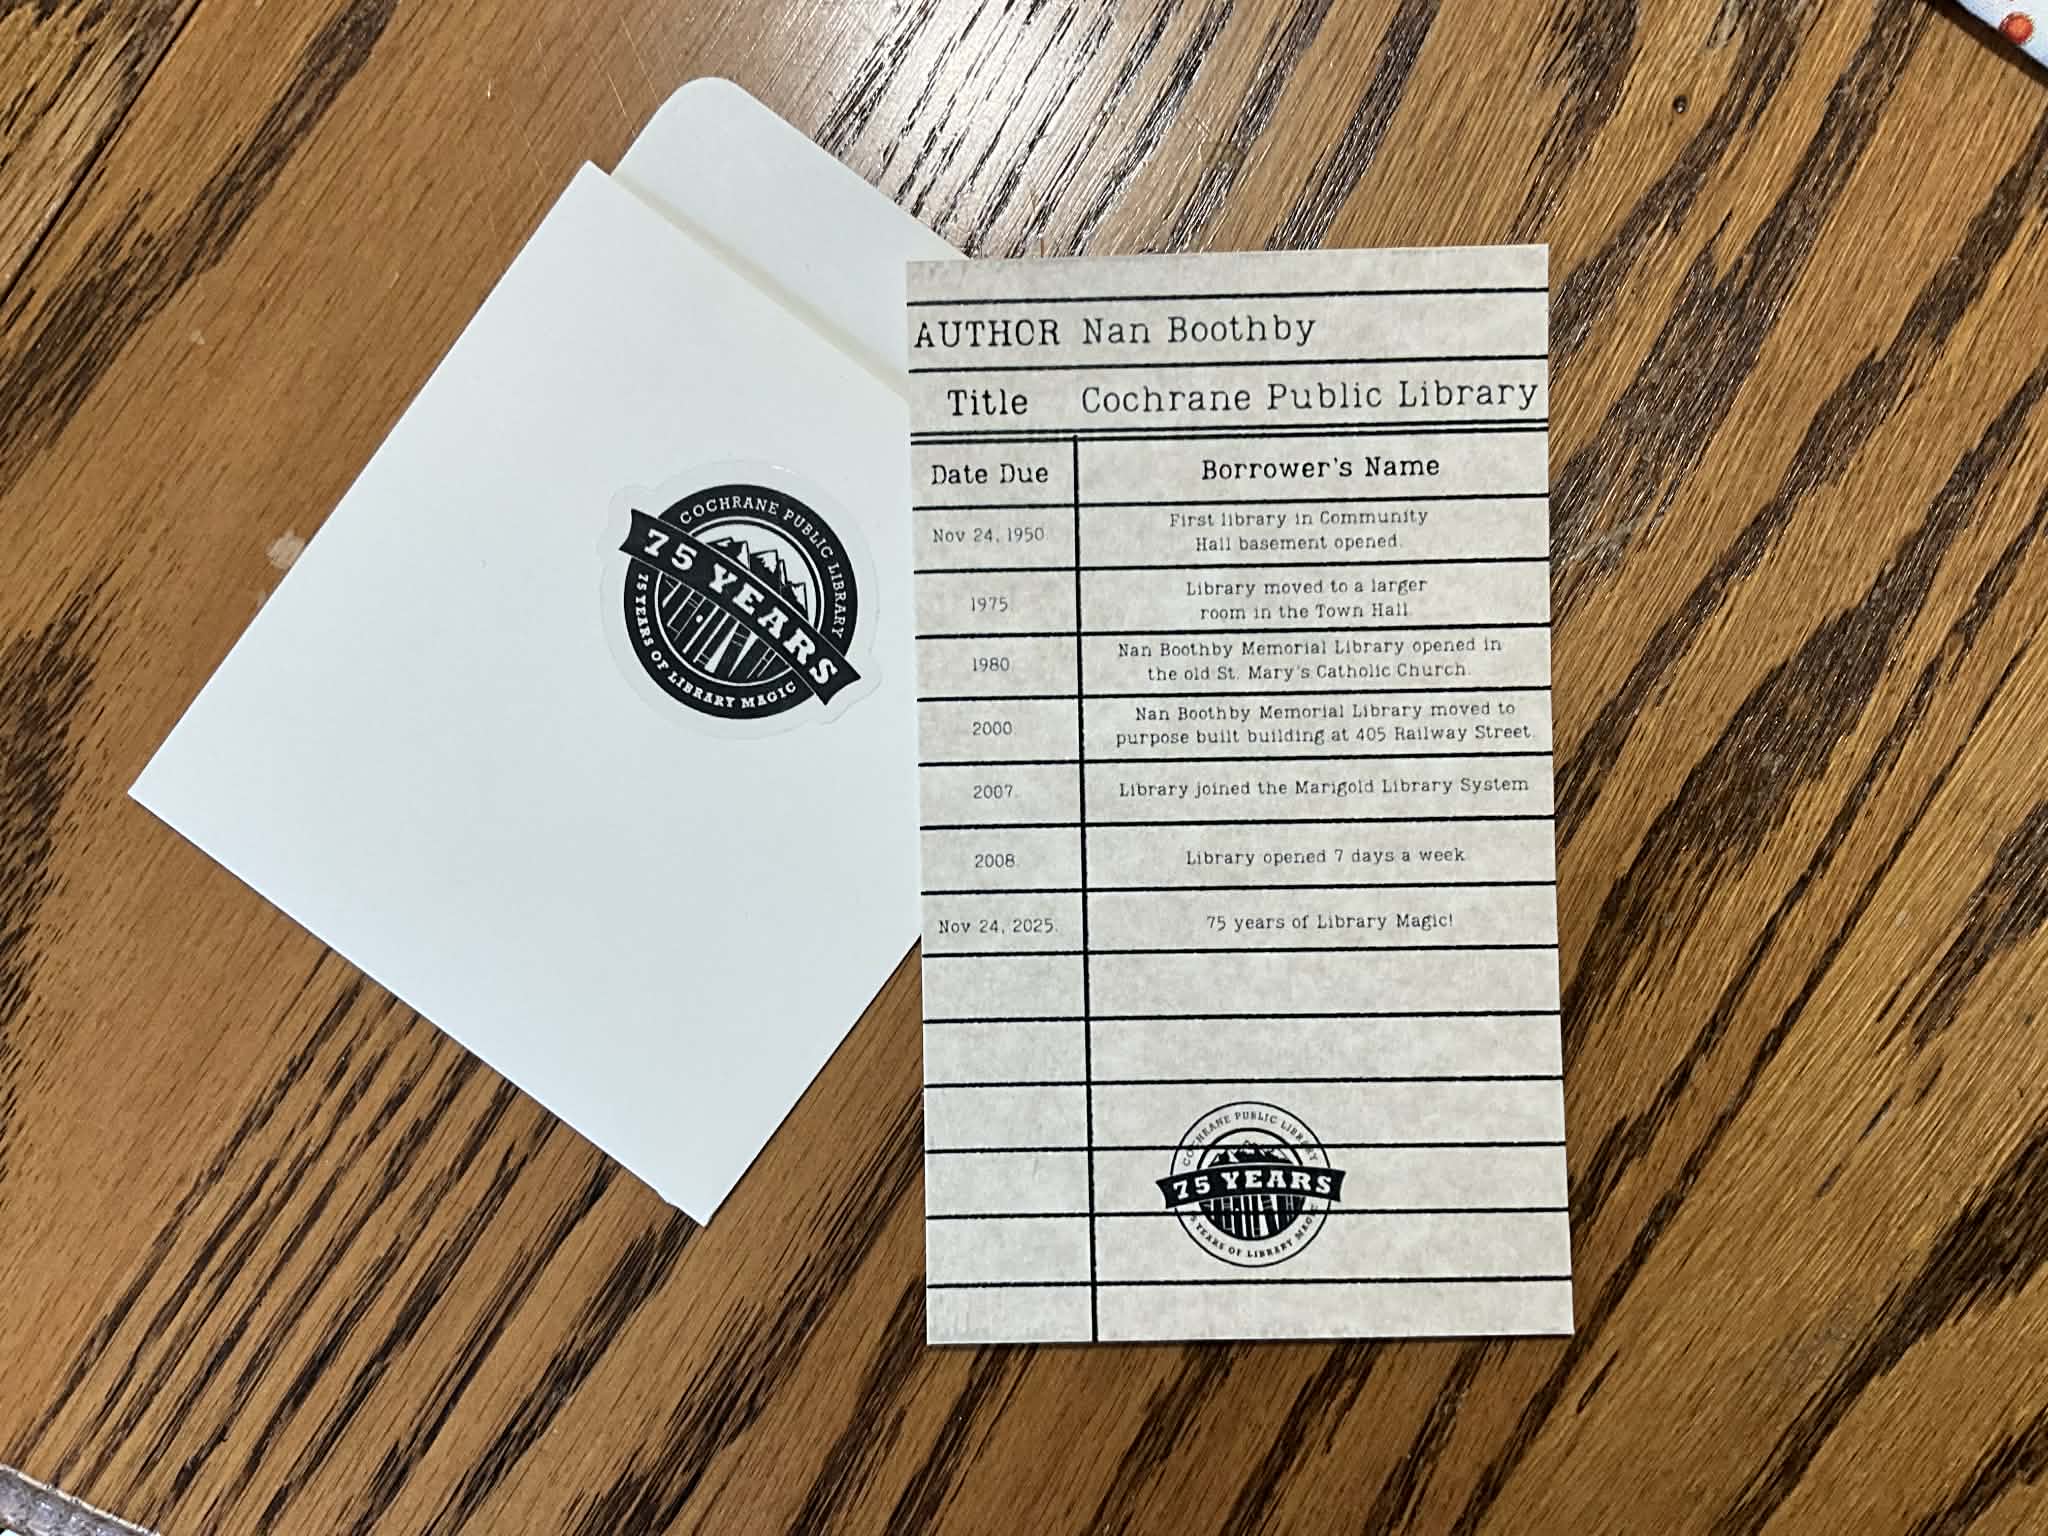 COCHRANE PUBLIC LIBRARY
75 YEARS
75 YEARS OF LIBRARY MAGIC
AUTHOR Nan Boothby
Title Cochrane Public Library
Date Due Borrower's Name
Nov 24, 1950. First library in Community
Hall basement opened.
1975. Library moved to a larger
room in the Town Hall.
1980. Nan Boothby Memorial Library opened in
the old St. Mary's Catholic Church.
2000. Nan Boothby Memorial Library moved to
purpose built building at 405 Railway Street.
2007. Library joined the Marigold Library System
2008. Library opened 7 days a week.
Nov 24, 2025. 75 years of Library Magic!
COCHRANE PUBLIC LIBRARY
75 YEARS
75 YEARS OF LIBRARY MAGIC